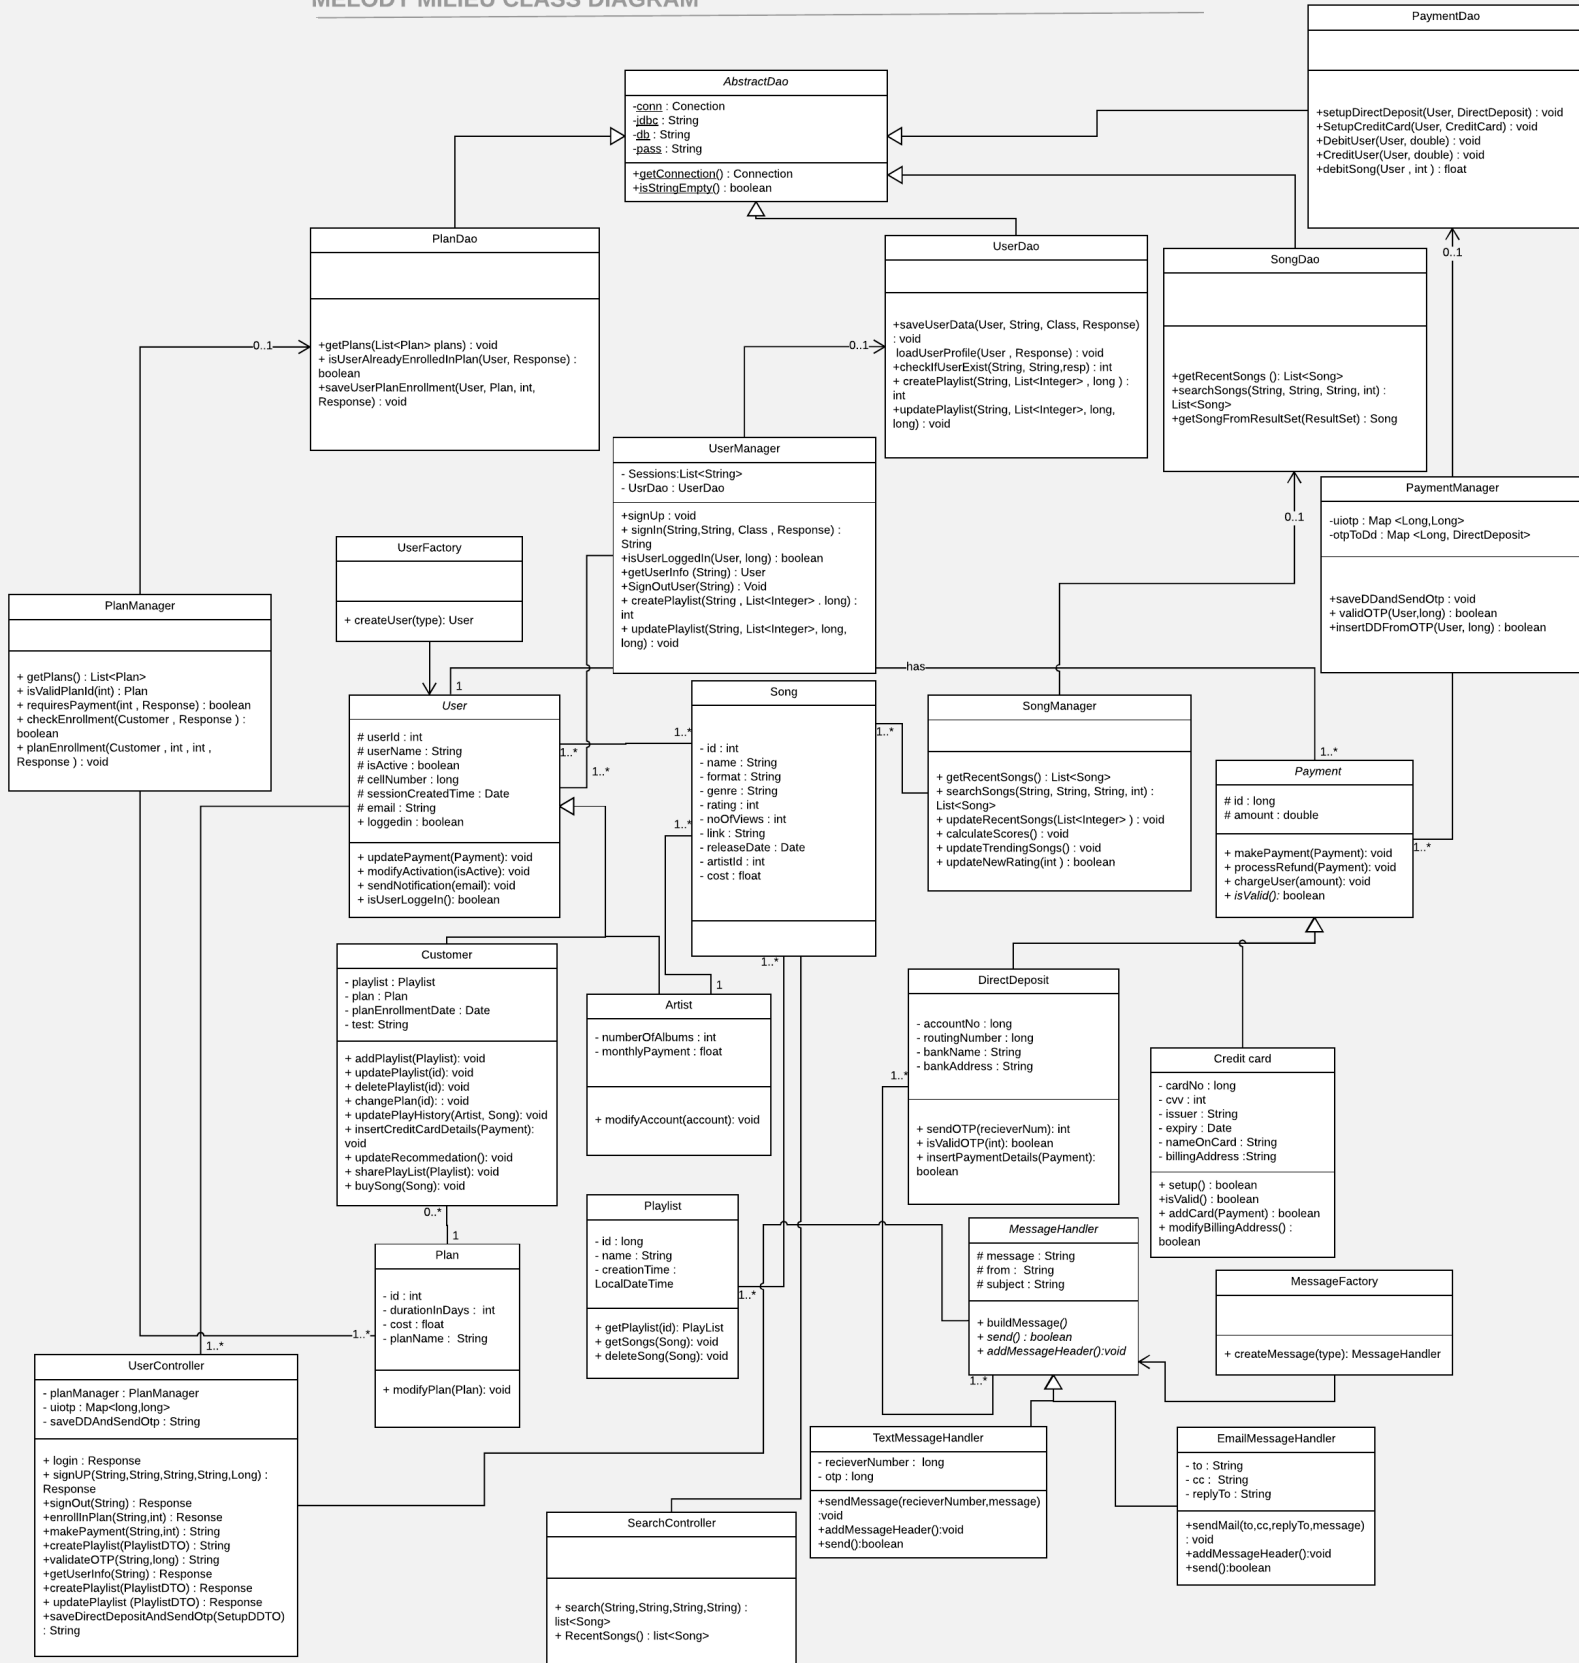 MELODY MILIEU CLASS DIAGRAM
PaymentDao
+setupDirectDeposit(User, DirectDeposit) : void
+SetupCreditCard(User, CreditCard) : void
+DebitUser(User, double) : void
+CreditUser(User, double) : void
+debitSong(User , int ) : float
AbstractDao
-conn : Conection
-jdbc : String
-db : String
-pass : String
+getConnection() : Connection
+isStringEmpty() : boolean
PlanDao
+getPlans(List<Plan> plans) : void
+ isUserAlreadyEnrolledInPlan(User, Response) :
boolean
+saveUserPlanEnrollment(User, Plan, int,
Response) : void
0..1
UserDao
+saveUserData(User, String, Class, Response)
: void
loadUserProfile(User , Response) : void
+checkIfUserExist(String, String,resp) : int
+ createPlaylist(String, List<Integer> , long ) :
int
+updatePlaylist(String, List<Integer>, long,
long) : void
0..1
SongDao
+getRecentSongs (): List<Song>
+searchSongs(String, String, String, int) :
List<Song>
+getSongFromResultSet(ResultSet) : Song
0..1
0..1
UserManager
- Sessions:List<String>
- UsrDao : UserDao
+signUp : void
+ signIn(String,String, Class , Response) :
String
+isUserLoggedIn(User, long) : boolean
+getUserInfo (String) : User
+SignOutUser(String) : Void
+ createPlaylist(String , List<Integer> . long) :
int
+ updatePlaylist(String, List<Integer>, long,
long) : void
PaymentManager
-uiotp : Map <Long,Long>
-otpToDd : Map <Long, DirectDeposit>
+saveDDandSendOtp : void
+ validOTP(User,long) : boolean
+insertDDFromOTP(User, long) : boolean
UserFactory
+ createUser(type): User
PlanManager
+ getPlans() : List<Plan>
+ isValidPlanId(int) : Plan
+ requiresPayment(int , Response) : boolean
+ checkEnrollment(Customer , Response ) :
boolean
+ planEnrollment(Customer , int , int ,
Response ) : void
has
1
1..*
User
# userId : int
# userName : String
# isActive : boolean
# cellNumber : long
# sessionCreatedTime : Date
# email : String
+ loggedin : boolean
+ updatePayment(Payment): void
+ modifyActivation(isActive): void
+ sendNotification(email): void
+ isUserLoggeIn(): boolean
1..*
1..*
1..*
1..*
1..*
Song
- id : int
- name : String
- format : String
- genre : String
- rating : int
- noOfViews : int
- link : String
- releaseDate : Date
- artistId : int
- cost : float
SongManager
+ getRecentSongs() : List<Song>
+ searchSongs(String, String, String, int) :
List<Song>
+ updateRecentSongs(List<Integer> ) : void
+ calculateScores() : void
+ updateTrendingSongs() : void
+ updateNewRating(int ) : boolean
Payment
# id : long
# amount : double
+ makePayment(Payment): void
+ processRefund(Payment): void
+ chargeUser(amount): void
+ isValid(): boolean
1..*
Customer
- playlist : Playlist
- plan : Plan
- planEnrollmentDate : Date
- test: String
+ addPlaylist(Playlist): void
+ updatePlaylist(id): void
+ deletePlaylist(id): void
+ changePlan(id): : void
+ updatePlayHistory(Artist, Song): void
+ insertCreditCardDetails(Payment):
void
+ updateRecommedation(): void
+ sharePlayList(Playlist): void
+ buySong(Song): void
0..*
1
1..*
1
Artist
- numberOfAlbums : int
- monthlyPayment : float
+ modifyAccount(account): void
DirectDeposit
- accountNo : long
- routingNumber : long
- bankName : String
- bankAddress : String
+ sendOTP(recieverNum): int
+ isValidOTP(int): boolean
+ insertPaymentDetails(Payment):
boolean
1..*
Credit card
- cardNo : long
- cvv : int
- issuer : String
- expiry : Date
- nameOnCard : String
- billingAddress :String
+ setup() : boolean
+isValid() : boolean
+ addCard(Payment) : boolean
+ modifyBillingAddress() :
boolean
Playlist
- id : long
- name : String
- creationTime :
LocalDateTime
+ getPlaylist(id): PlayList
+ getSongs(Song): void
+ deleteSong(Song): void
1..*
MessageHandler
# message : String
# from : String
# subject : String
+ buildMessage()
+ send() : boolean
+ addMessageHeader():void
1..*
MessageFactory
+ createMessage(type): MessageHandler
Plan
- id : int
- durationInDays : int
- cost : float
- planName : String
+ modifyPlan(Plan): void
1..*
1..*
UserController
- planManager : PlanManager
- uiotp : Map<long,long>
- saveDDAndSendOtp : String
+ login : Response
+ signUP(String,String,String,String,Long) :
Response
+signOut(String) : Response
+enrollInPlan(String,int) : Resonse
+makePayment(String,int) : String
+createPlaylist(PlaylistDTO) : String
+validateOTP(String,long) : String
+getUserInfo(String) : Response
+createPlaylist(PlaylistDTO) : Response
+ updatePlaylist (PlaylistDTO) : Response
+saveDirectDepositAndSendOtp(SetupDDTO)
: String
TextMessageHandler
- recieverNumber : long
- otp : long
+sendMessage(recieverNumber,message)
:void
+addMessageHeader():void
+send():boolean
EmailMessageHandler
- to : String
- cc : String
- replyTo : String
+sendMail(to,cc,replyTo,message)
: void
+addMessageHeader():void
+send():boolean
SearchController
+ search(String,String,String,String) :
list<Song>
+ RecentSongs() : list<Song>